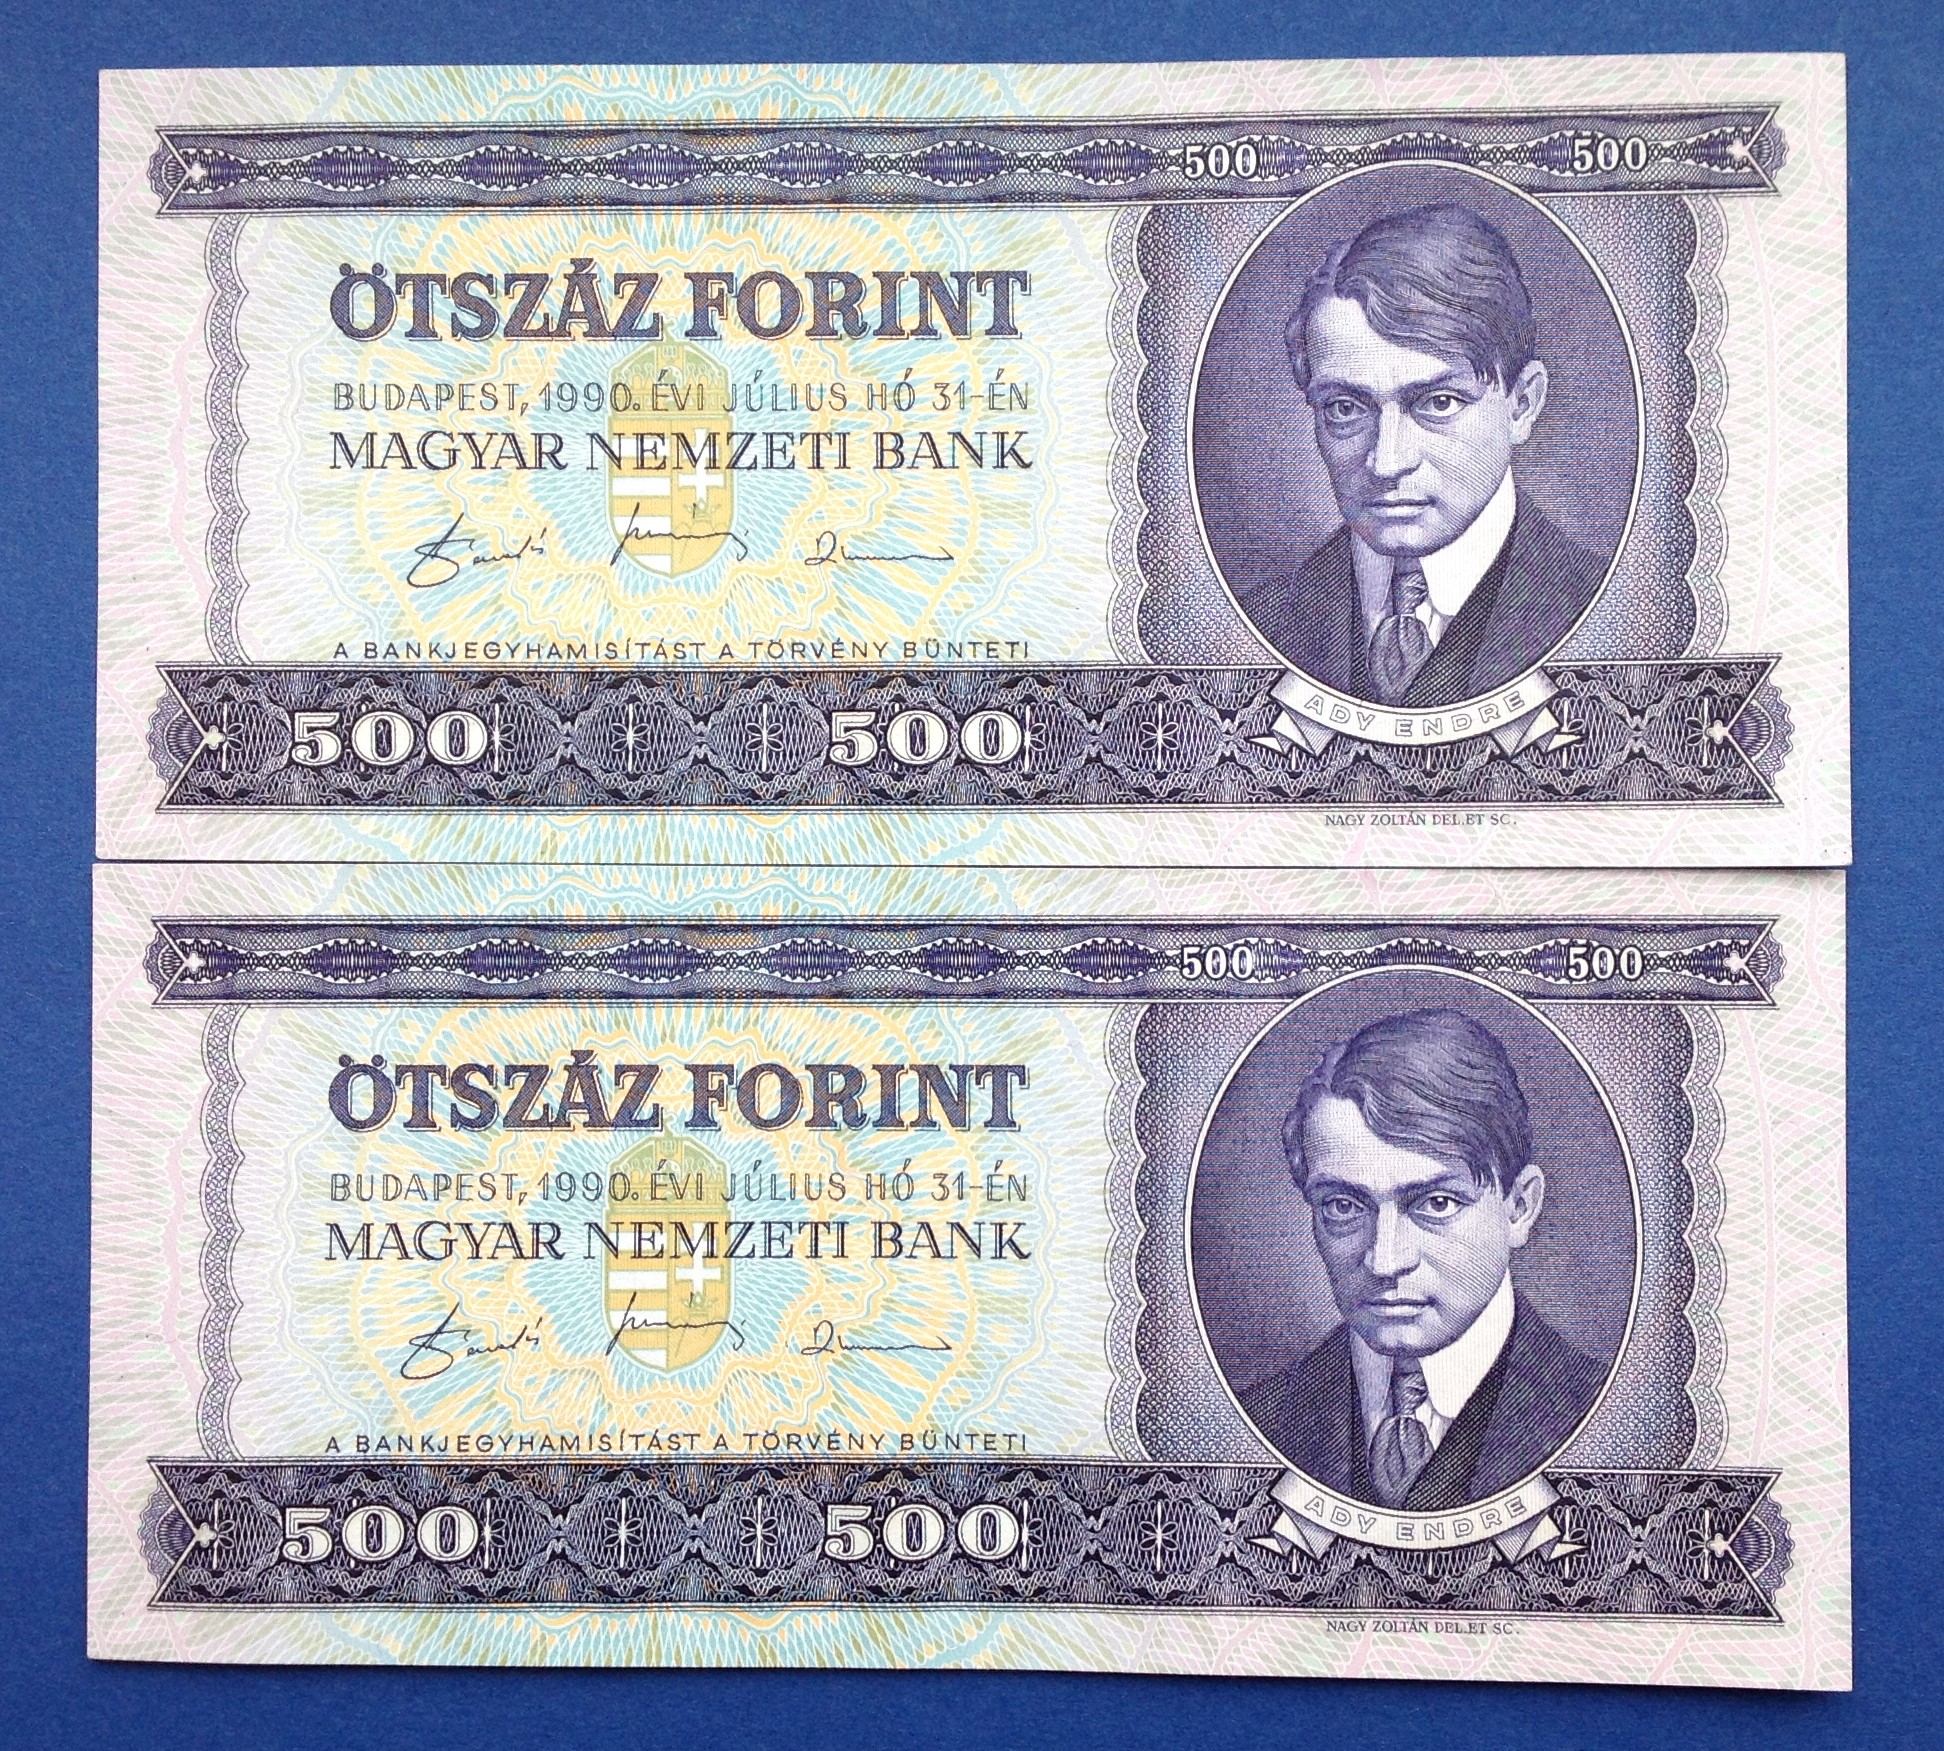 500 500
ÖTSZÁZ FORINT
BUDAPEST, 1990. ÉVI JÚLIUS HÓ 31-ÉN
MAGYAR NEMZETI BANK
A BANKJEGYHAMISÍTÁST A TÖRVÉNY BÜNTETI
500 500
ADY ENDRE
NAGY ZOLTÁN DEL.ET SC.
500 500
ÖTSZÁZ FORINT
BUDAPEST, 1990. ÉVI JÚLIUS HÓ 31-ÉN
MAGYAR NEMZETI BANK
A BANKJEGYHAMISÍTÁST A TÖRVÉNY BÜNTETI
500 500
ADY ENDRE
NAGY ZOLTÁN DEL.ET SC.